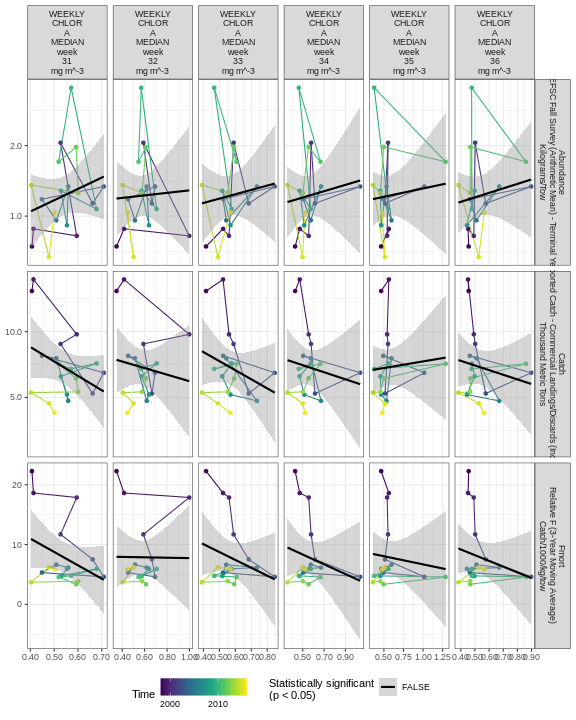 WEEKLY
CHLOR
A
MEDIAN
week
31
mg m^-3
WEEKLY
CHLOR
A
MEDIAN
week
32
mg m^-3
WEEKLY
CHLOR
A
MEDIAN
week
33
mg m^-3
WEEKLY
CHLOR
A
MEDIAN
week
34
mg m^-3
WEEKLY
CHLOR
A
MEDIAN
week
35
mg m^-3
WEEKLY
CHLOR
A
MEDIAN
week
36
mg m^-3
2.0
1.0
Abundance
EFSC Fall Survey (Arithmetic Mean) - Terminal Ye
Kilograms/Tow
10.0
5.0
Catch
ported Catch - Commercial Landings/Discards (Inc
Thousand Metric Tons
20
10
0
Fmort
Relative F (3-Year Moving Average)
Catch/1000/kg/tow
0.40 0.50 0.60 0.70
0.40 0.60 0.80 1.00
0.40 0.50 0.60 0.70 0.80
0.50 0.70 0.90
0.50 0.75 1.00 1.25
0.40 0.50 0.60 0.70 0.80 0.90
Time
2000 2010
Statistically significant
(p < 0.05)
FALSE